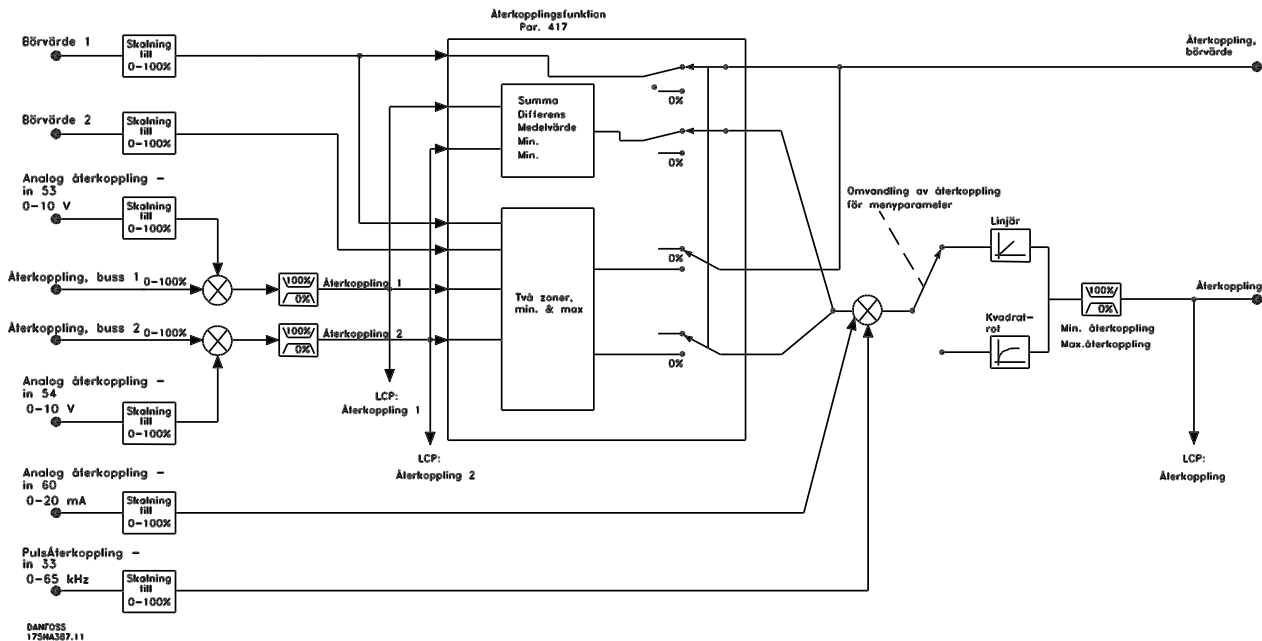 Återkopplingsfunktion
Par. 417
Börvärde 1
Skalning
till
0-100%
Återkoppling,
börvärde
0%
Summa
Differens
Medelvärde
Min.
Min.
0%
Börvärde 2
Skalning
till
0-100%
Analog återkoppling -
in 53
0-10 V
Skalning
till
0-100%
Omvandling av återkoppling
för menyparameter
Linjär
0%
Återkoppling, buss 1
0-100%
100%
0%
Återkoppling 1
Två zoner,
min. & max
100%
0%
Återkoppling
Återkoppling, buss 2
0-100%
100%
0%
Återkoppling 2
Kvadrat-
rot
Min. återkoppling
Max.återkoppling
0%
Analog återkoppling -
in 54
0-10 V
Skalning
till
0-100%
LCP:
Återkoppling 1
LCP:
Återkoppling 2
LCP:
Återkoppling
Analog återkoppling -
in 60
0-20 mA
Skalning
till
0-100%
PulsÅterkoppling -
in 33
0-65 kHz
Skalning
till
0-100%
DANFOSS
175HA387.11